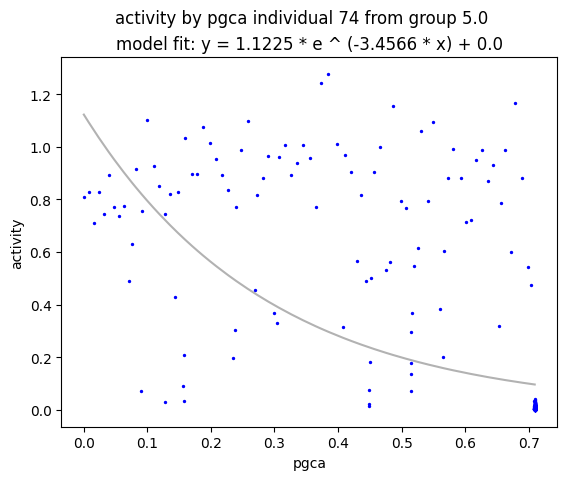 activity by pgca individual 74 from group 5.0
model fit: y = 1.1225 * e ^ (-3.4566 * x) + 0.0
1.2
1.0
0.8
0.6
0.4
0.2
0.0
activity
0.0 0.1 0.2 0.3 0.4 0.5 0.6 0.7
pgca